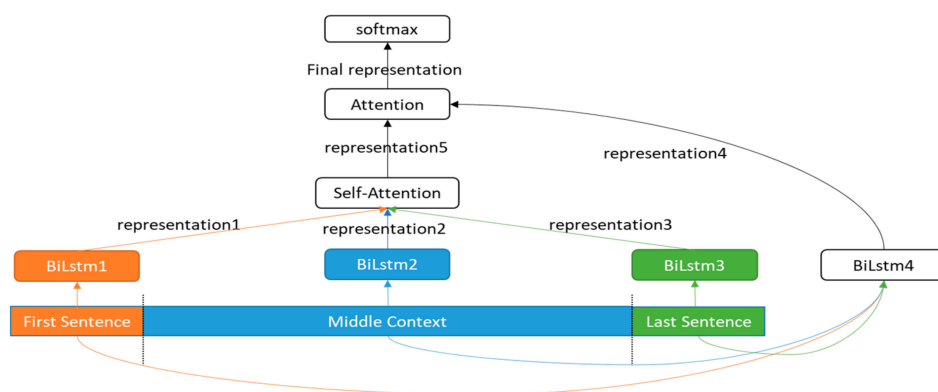 softmax
Final representation
Attention
representation5
representation4
Self-Attention
representation1
representation2
representation3
BiLstm1
BiLstm2
BiLstm3
BiLstm4
First Sentence
Middle Context
Last Sentence